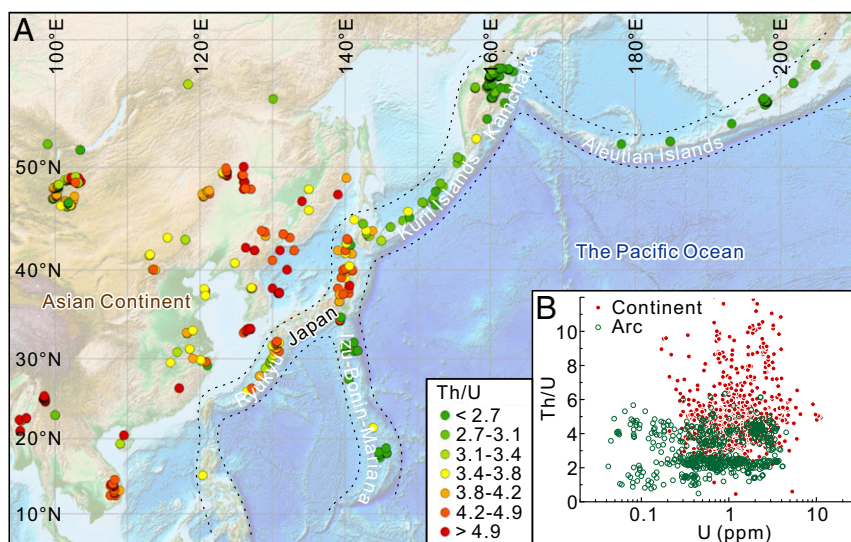 A
100°E
120°E
140°E
160°E
180°E
200°E
50°N
40°N
30°N
20°N
10°N
Asian Continent
Japan
Ryukyu
Izu-Bonin-Mariana
Kuril Islands
Kamchatka
Aleutian Islands
The Pacific Ocean
Th/U
< 2.7
2.7-3.1
3.1-3.4
3.4-3.8
3.8-4.2
4.2-4.9
> 4.9
B
Continent
Arc
Th/U
10
8
6
4
2
0
0.1
1
10
U (ppm)